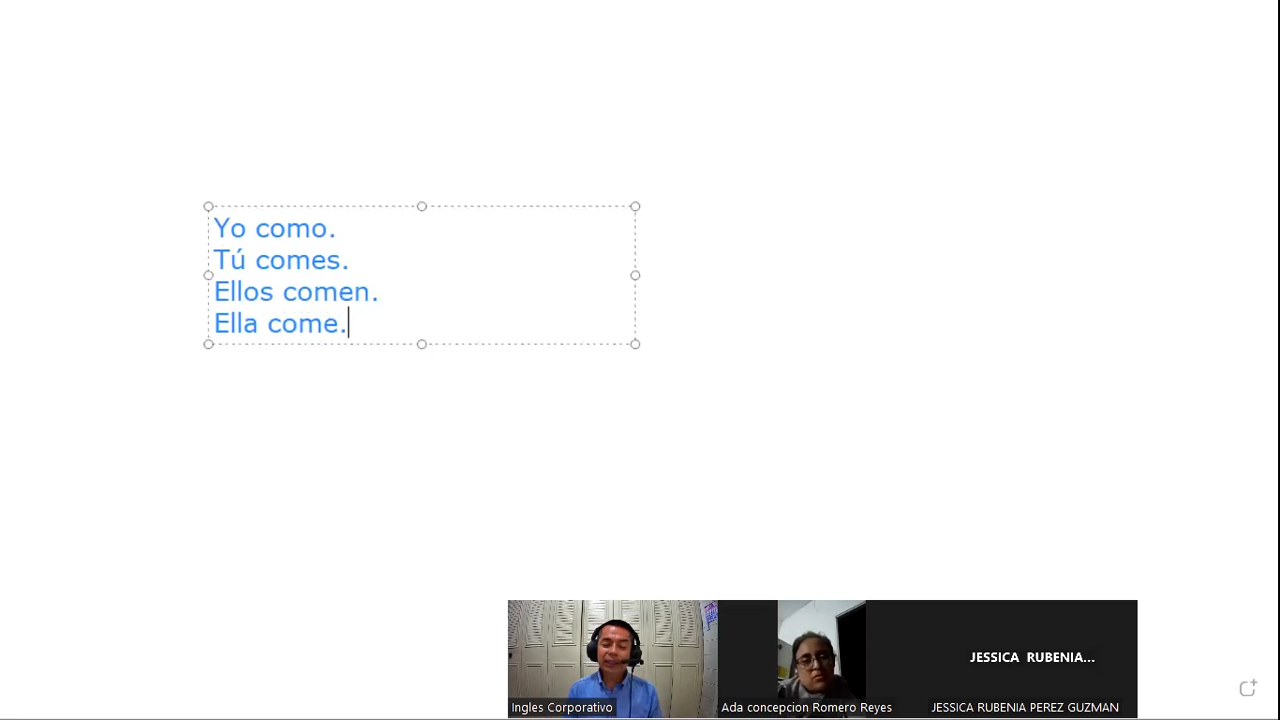 Yo como.
Tú comes.
Ellos comen.
Ella come.
JESSICA RUBENIA...
Ingles Corporativo
Ada concepcion Romero Reyes
JESSICA RUBENIA PEREZ GUZMAN